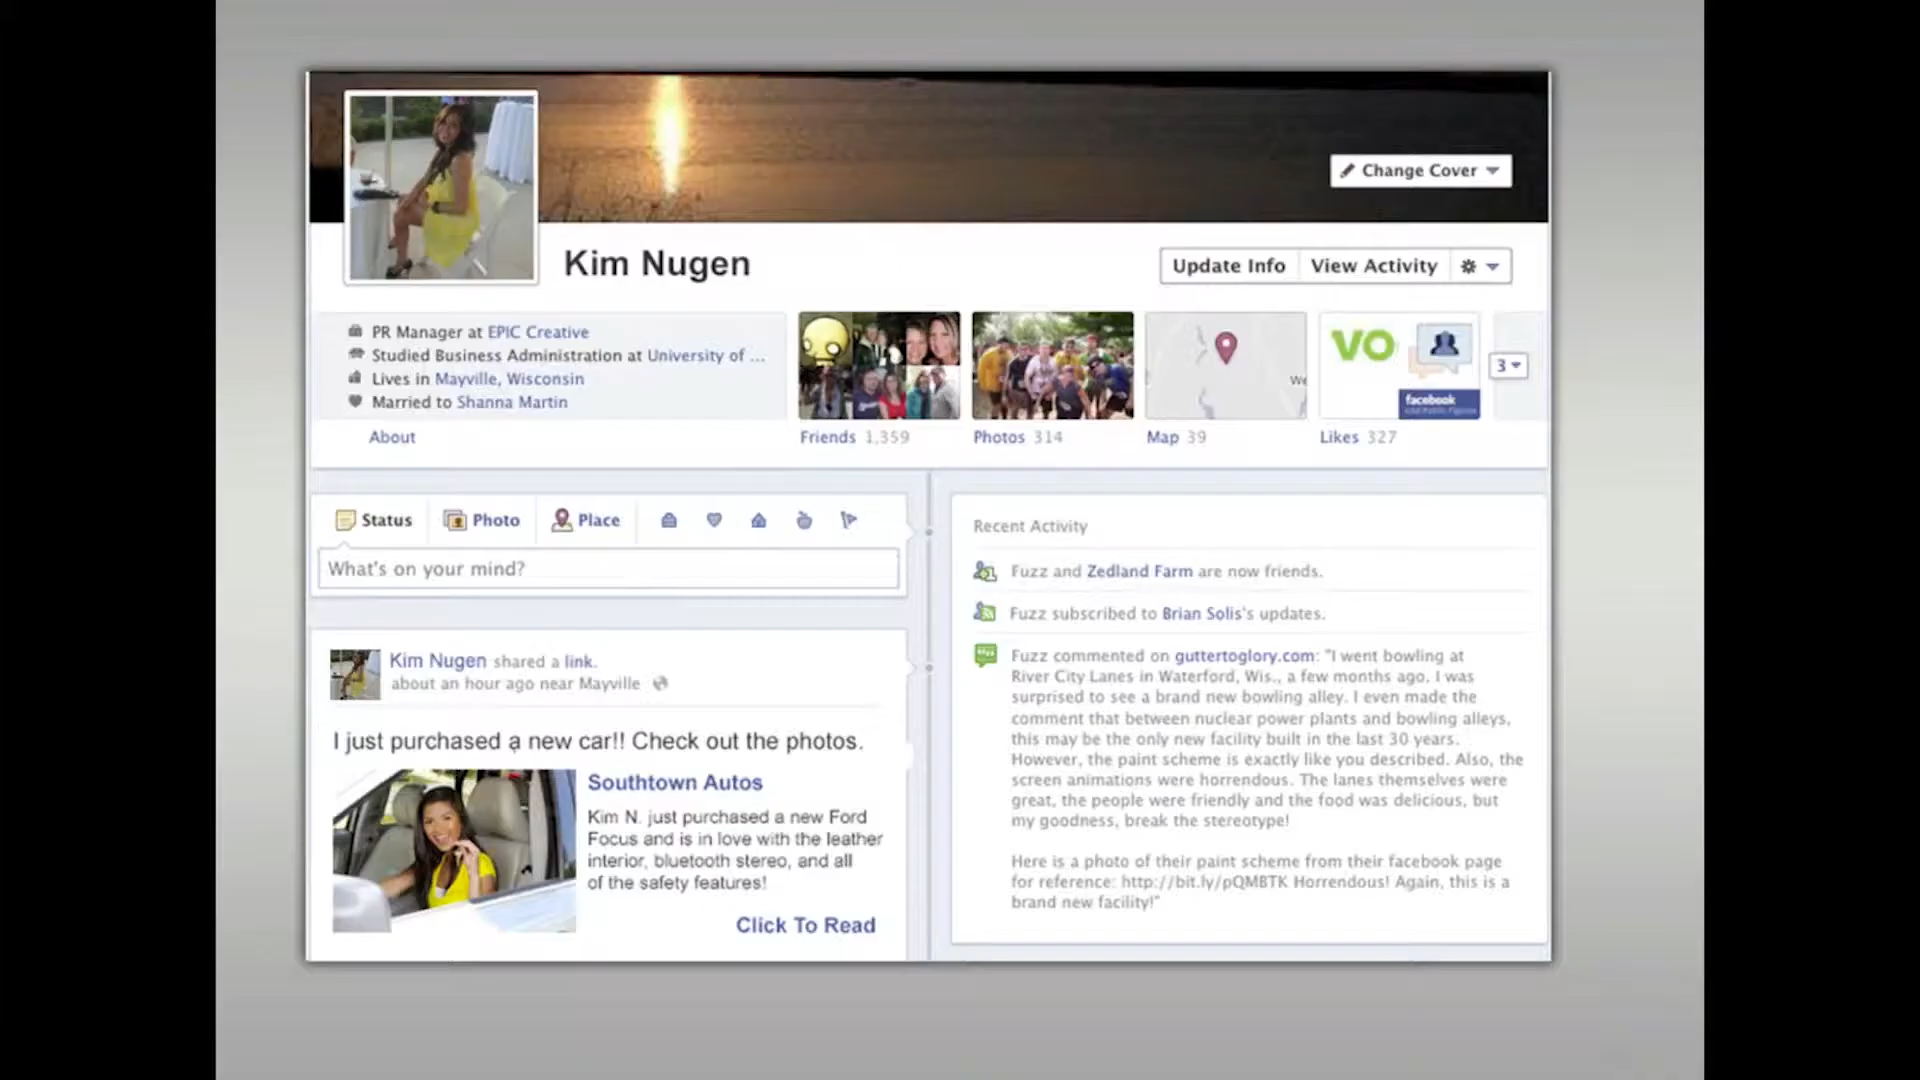 Change Cover
Kim Nugen
Update Info
View Activity
PR Manager at EPIC Creative
Studied Business Administration at University of ...
Lives in Mayville, Wisconsin
Married to Shanna Martin
About
VO
facebook
3
Friends 1,359
Photos 314
Map 39
Likes 327
Status
Photo
Place
What's on your mind?
Kim Nugen shared a link.
about an hour ago near Mayville
I just purchased a new car!! Check out the photos.
Southtown Autos
Kim N. just purchased a new Ford
Focus and is in love with the leather
interior, bluetooth stereo, and all
of the safety features!
Click To Read
Recent Activity
Fuzz and Zedland Farm are now friends.
Fuzz subscribed to Brian Solis's updates.
Fuzz commented on guttertoglory.com: "I went bowling at
River City Lanes in Waterford, Wis., a few months ago. I was
surprised to see a brand new bowling alley. I even made the
comment that between nuclear power plants and bowling alleys,
this may be the only new facility built in the last 30 years.
However, the paint scheme is exactly like you described. Also, the
screen animations were horrendous. The lanes themselves were
great, the people were friendly and the food was delicious, but
my goodness, break the stereotype!
Here is a photo of their paint scheme from their facebook page
for reference: http://bit.ly/pQMBTK Horrendous! Again, this is a
brand new facility!"